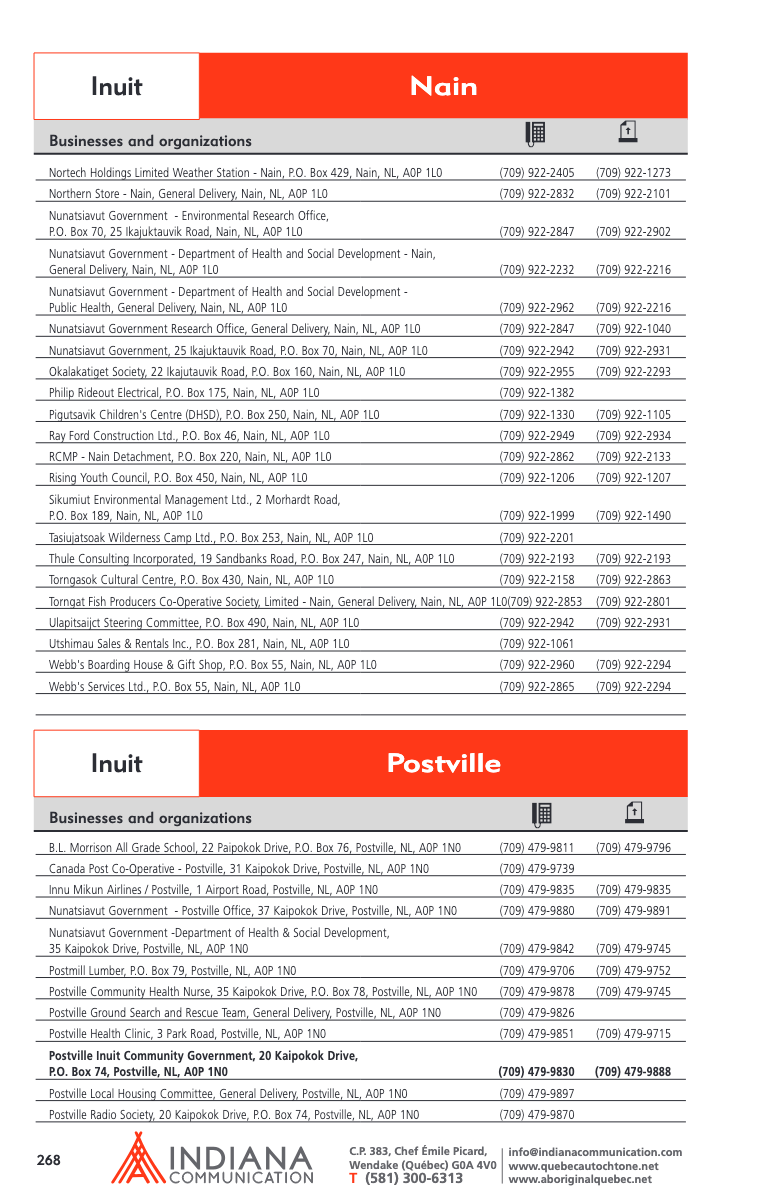 Inuit Nain
Businesses and organizations
Nortech Holdings Limited Weather Station - Nain, P.O. Box 429, Nain, NL, A0P 1L0 (709) 922-2405 (709) 922-1273
Northern Store - Nain, General Delivery, Nain, NL, A0P 1L0 (709) 922-2832 (709) 922-2101
Nunatsiavut Government - Environmental Research Office,
P.O. Box 70, 25 Ikajuktauvik Road, Nain, NL, A0P 1L0 (709) 922-2847 (709) 922-2902
Nunatsiavut Government - Department of Health and Social Development - Nain,
General Delivery, Nain, NL, A0P 1L0 (709) 922-2232 (709) 922-2216
Nunatsiavut Government - Department of Health and Social Development -
Public Health, General Delivery, Nain, NL, A0P 1L0 (709) 922-2962 (709) 922-2216
Nunatsiavut Government Research Office, General Delivery, Nain, NL, A0P 1L0 (709) 922-2847 (709) 922-1040
Nunatsiavut Government, 25 Ikajuktauvik Road, P.O. Box 70, Nain, NL, A0P 1L0 (709) 922-2942 (709) 922-2931
Okalakatiget Society, 22 Ikajutauvik Road, P.O. Box 160, Nain, NL, A0P 1L0 (709) 922-2955 (709) 922-2293
Philip Rideout Electrical, P.O. Box 175, Nain, NL, A0P 1L0 (709) 922-1382
Pigutsavik Children's Centre (DHSD), P.O. Box 250, Nain, NL, A0P 1L0 (709) 922-1330 (709) 922-1105
Ray Ford Construction Ltd., P.O. Box 46, Nain, NL, A0P 1L0 (709) 922-2949 (709) 922-2934
RCMP - Nain Detachment, P.O. Box 220, Nain, NL, A0P 1L0 (709) 922-2862 (709) 922-2133
Rising Youth Council, P.O. Box 450, Nain, NL, A0P 1L0 (709) 922-1206 (709) 922-1207
Sikumiut Environmental Management Ltd., 2 Morhardt Road,
P.O. Box 189, Nain, NL, A0P 1L0 (709) 922-1999 (709) 922-1490
Tasiujatsoak Wilderness Camp Ltd., P.O. Box 253, Nain, NL, A0P 1L0 (709) 922-2201
Thule Consulting Incorporated, 19 Sandbanks Road, P.O. Box 247, Nain, NL, A0P 1L0 (709) 922-2193 (709) 922-2193
Torngasok Cultural Centre, P.O. Box 430, Nain, NL, A0P 1L0 (709) 922-2158 (709) 922-2863
Torngat Fish Producers Co-Operative Society, Limited - Nain, General Delivery, Nain, NL, A0P 1L0(709) 922-2853 (709) 922-2801
Ulapitsaijct Steering Committee, P.O. Box 490, Nain, NL, A0P 1L0 (709) 922-2942 (709) 922-2931
Utshimau Sales & Rentals Inc., P.O. Box 281, Nain, NL, A0P 1L0 (709) 922-1061
Webb's Boarding House & Gift Shop, P.O. Box 55, Nain, NL, A0P 1L0 (709) 922-2960 (709) 922-2294
Webb's Services Ltd., P.O. Box 55, Nain, NL, A0P 1L0 (709) 922-2865 (709) 922-2294
Inuit Postville
Businesses and organizations
B.L. Morrison All Grade School, 22 Paipokok Drive, P.O. Box 76, Postville, NL, A0P 1N0 (709) 479-9811 (709) 479-9796
Canada Post Co-Operative - Postville, 31 Kaipokok Drive, Postville, NL, A0P 1N0 (709) 479-9739
Innu Mikun Airlines / Postville, 1 Airport Road, Postville, NL, A0P 1N0 (709) 479-9835 (709) 479-9835
Nunatsiavut Government - Postville Office, 37 Kaipokok Drive, Postville, NL, A0P 1N0 (709) 479-9880 (709) 479-9891
Nunatsiavut Government -Department of Health & Social Development,
35 Kaipokok Drive, Postville, NL, A0P 1N0 (709) 479-9842 (709) 479-9745
Postmill Lumber, P.O. Box 79, Postville, NL, A0P 1N0 (709) 479-9706 (709) 479-9752
Postville Community Health Nurse, 35 Kaipokok Drive, P.O. Box 78, Postville, NL, A0P 1N0 (709) 479-9878 (709) 479-9745
Postville Ground Search and Rescue Team, General Delivery, Postville, NL, A0P 1N0 (709) 479-9826
Postville Health Clinic, 3 Park Road, Postville, NL, A0P 1N0 (709) 479-9851 (709) 479-9715
Postville Inuit Community Government, 20 Kaipokok Drive,
P.O. Box 74, Postville, NL, A0P 1N0 (709) 479-9830 (709) 479-9888
Postville Local Housing Committee, General Delivery, Postville, NL, A0P 1N0 (709) 479-9897
Postville Radio Society, 20 Kaipokok Drive, P.O. Box 74, Postville, NL, A0P 1N0 (709) 479-9870
268
INDIANA
COMMUNICATION
C.P. 383, Chef Émile Picard,
Wendake (Québec) G0A 4V0
T (581) 300-6313
info@indianacommunication.com
www.quebecautochtone.net
www.aboriginalquebec.net